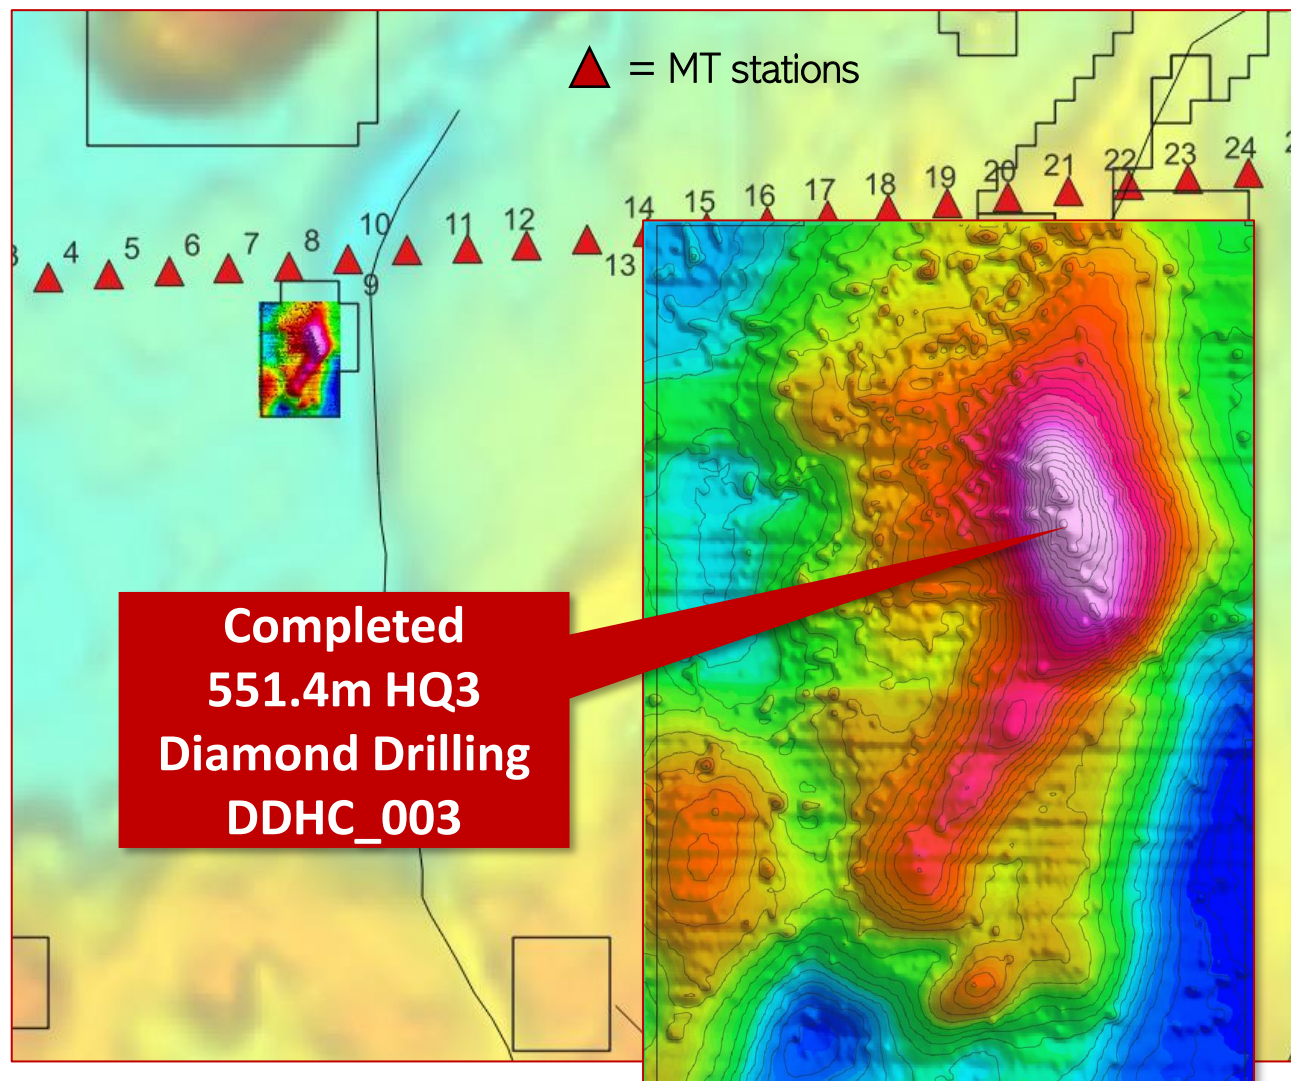 = MT stations
4 5 6 7 8 9 10 11 12 13 14 15 16 17 18 19 20 21 22 23 24
Completed
551.4m HQ3
Diamond Drilling
DDHC_003